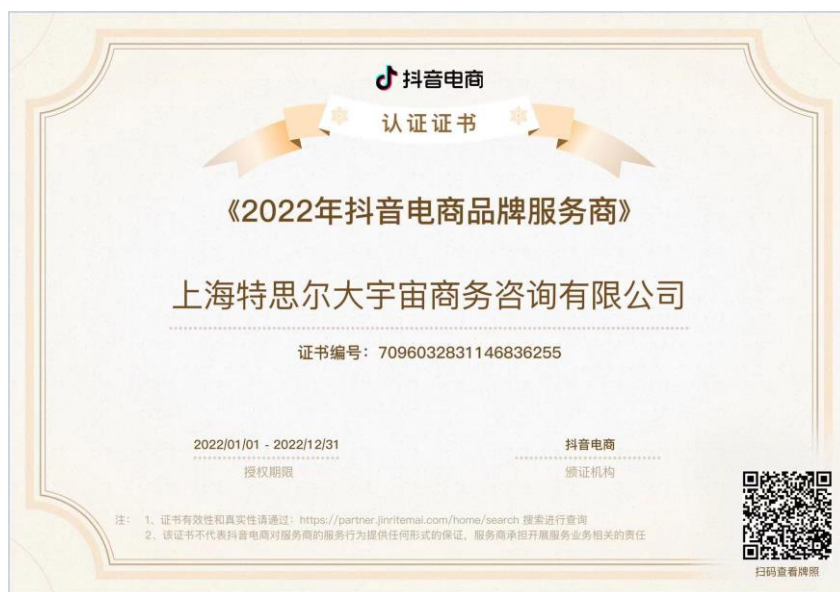 抖音电商
认证证书
《2022年抖音电商品牌服务商》
上海特思尔大宇宙商务咨询有限公司
证书编号：7096032831146836255
2022/01/01 - 2022/12/31
抖音电商
授权期限
颁证机构
注： 1、证书有效性和真实性请通过：https://partner.jinritemai.com/home/search 搜索进行查询
2、该证书不代表抖音电商对服务商的服务行为提供任何形式的保证，服务商承担开展服务业务相关的责任
扫码查看牌照